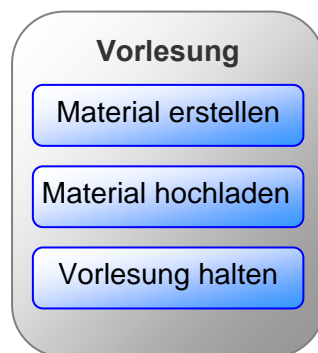 Vorlesung
Material erstellen
Material hochladen
Vorlesung halten